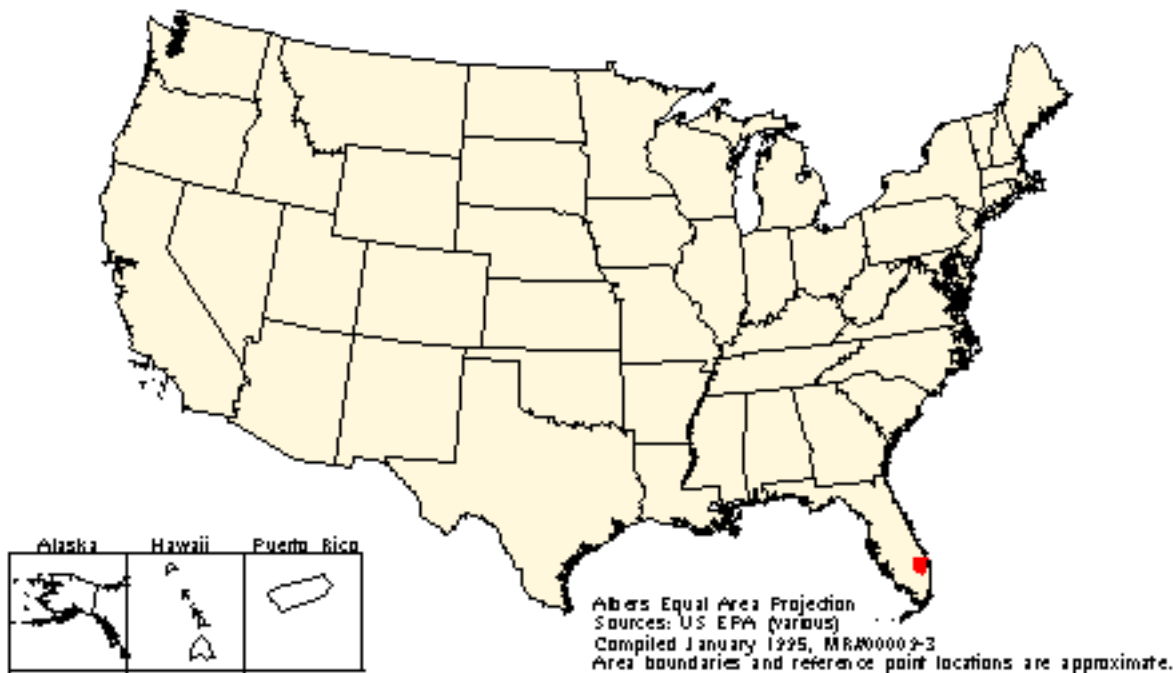 Alaska Hawaii Puerto Rico
Albers Equal Area Projection
Sources: US EPA (various)
Compiled January 1995, MRA#00009-3
Area boundaries and reference point locations are approximate.